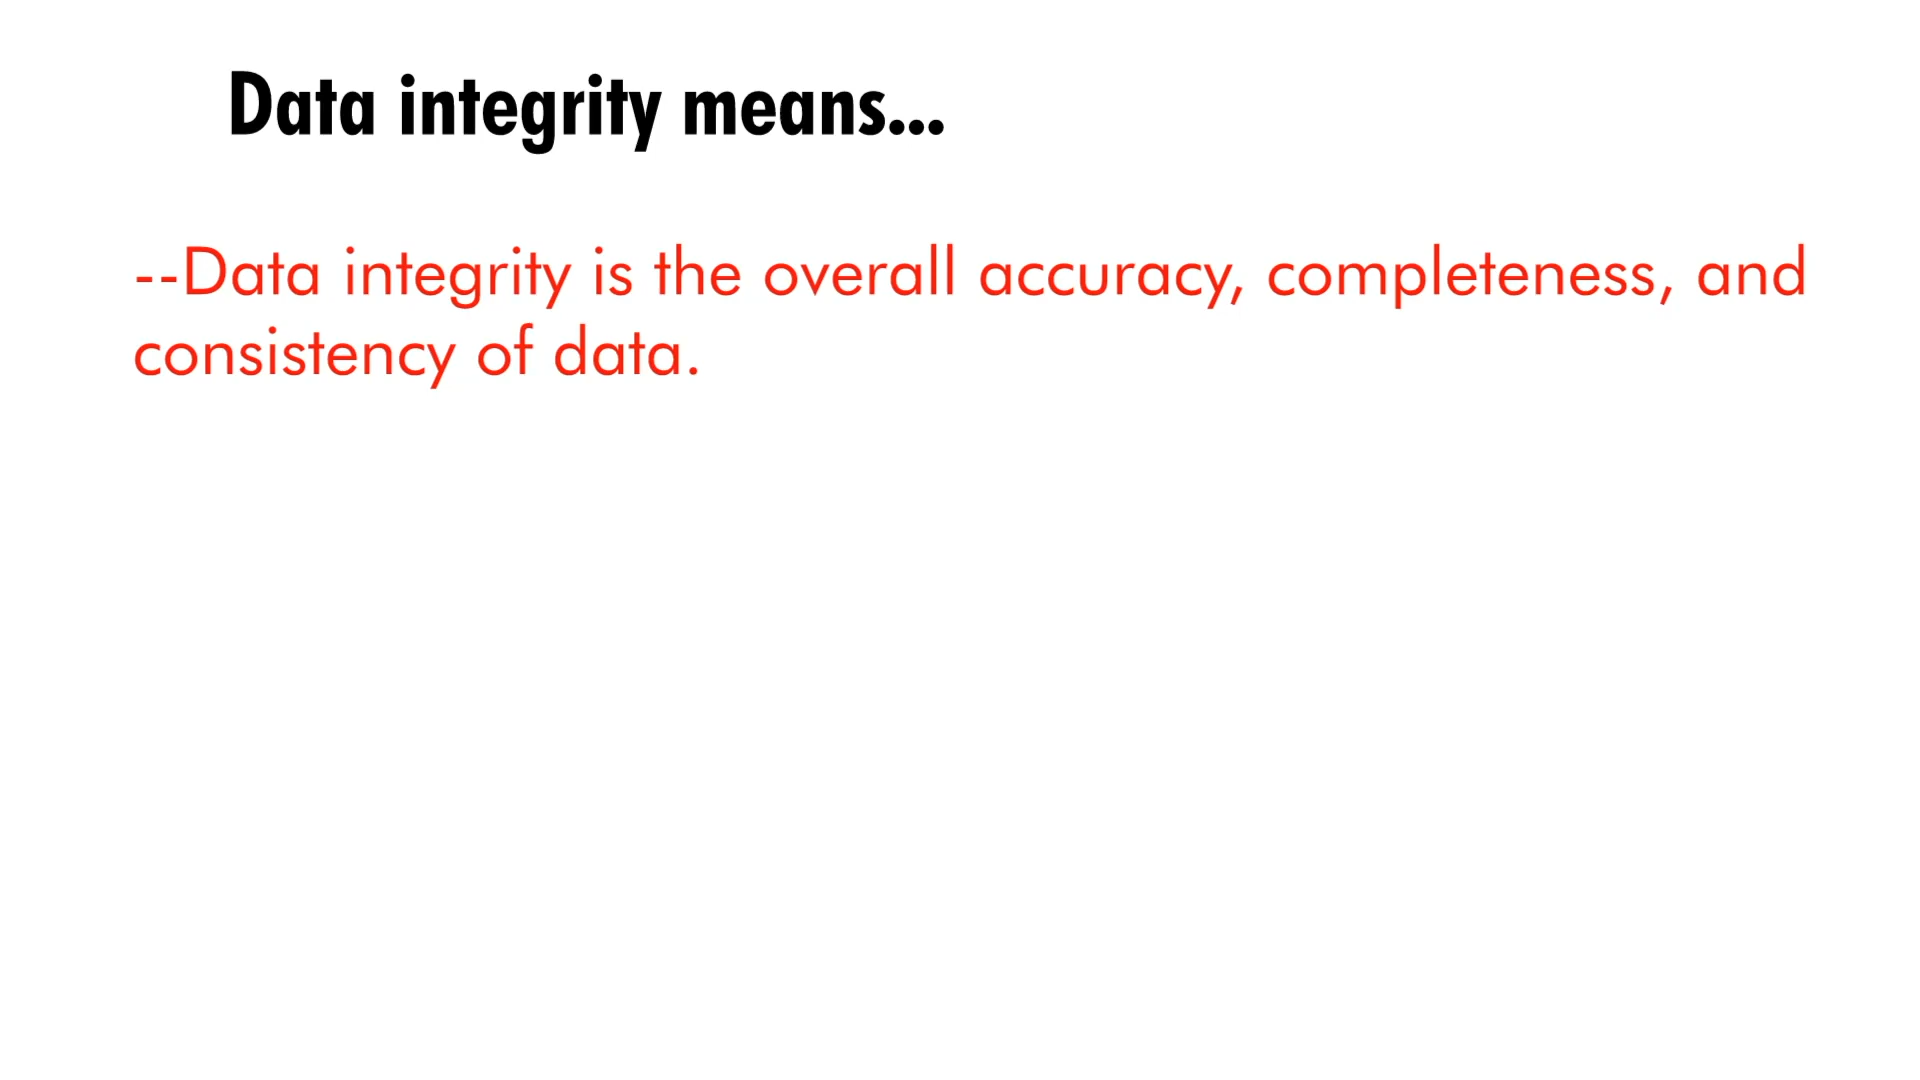 Data integrity means...
--Data integrity is the overall accuracy, completeness, and
consistency of data.